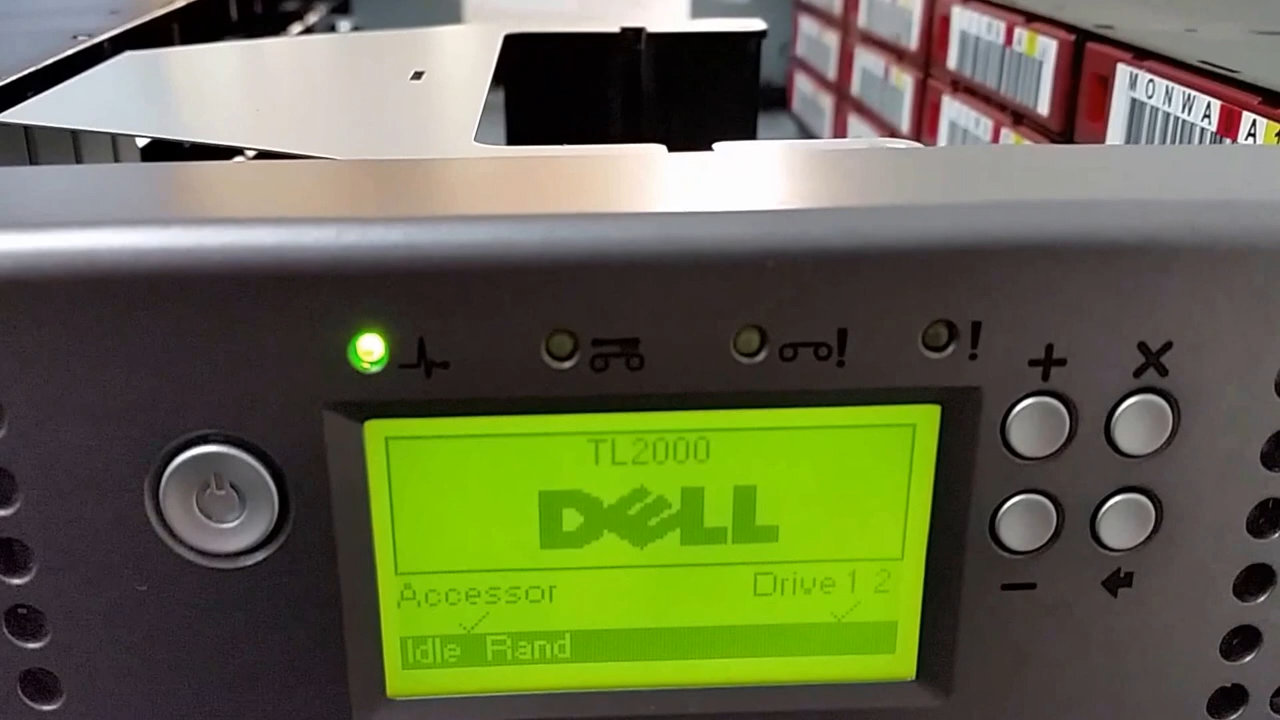 MONWA A
TL2000
DELL
Accessor Drive 1 2
Idle Rand